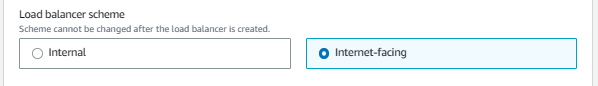 Load balancer scheme
Scheme cannot be changed after the load balancer is created.
Internal
Internet-facing